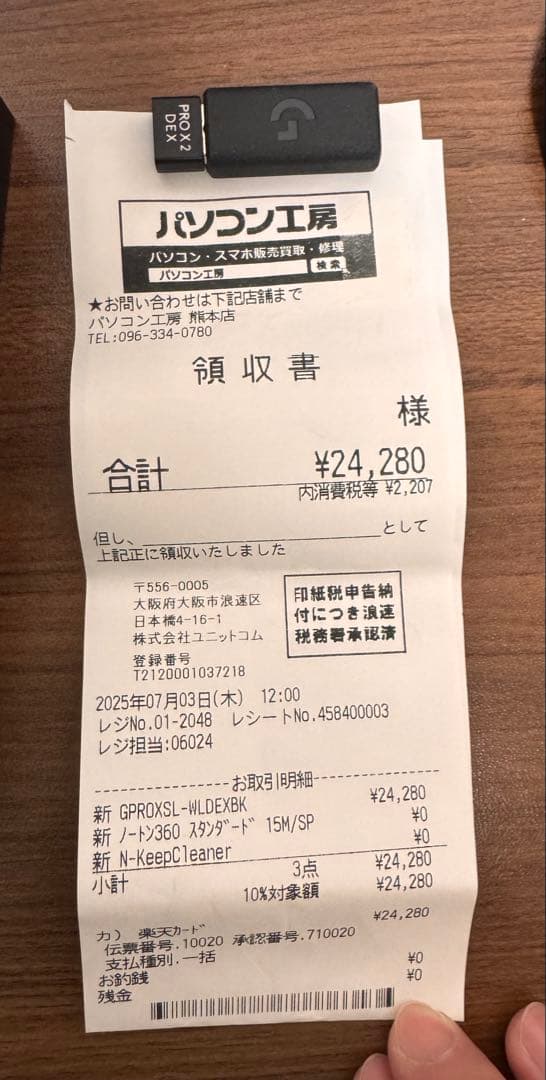 PRO X 2
DEX
パソコン工房
パソコン・スマホ販売買取・修理
パソコン工房 検索
★お問い合わせは下記店舗まで
パソコン工房 熊本店
TEL:096-334-0780
領収書
様
合計 ¥24,280
内消費税等 ¥2,207
但し、 として
上記正に領収いたしました
〒556-0005
大阪府大阪市浪速区
日本橋4-16-1
株式会社ユニットコム
登録番号
T2120001037218
印紙税申告納
付につき浪速
税務署承認済
2025年07月03日(木) 12:00
レジNo.01-2048 レシートNo.458400003
レジ担当:06024
お取引明細
新 GPROXSL-WLDEXBK ¥24,280
新 ノートン360 スタンダード 15M/SP ¥0
新 N-KeepCleaner ¥0
小計 3点 ¥24,280
10%対象額 ¥24,280
カ) 楽天カード ¥24,280
伝票番号.10020 承認番号.710020
支払種別.一括
お釣銭 ¥0
残金 ¥0